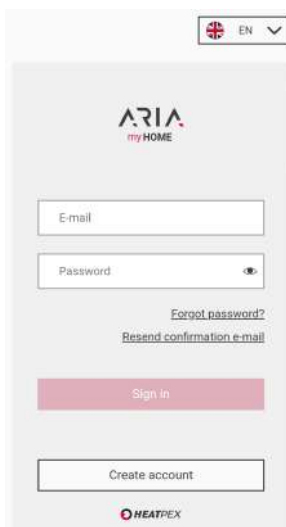 EN
ARIA
my HOME
E-mail
Password
Forgot password?
Resend confirmation e-mail
Sign in
Create account
HEATPEX